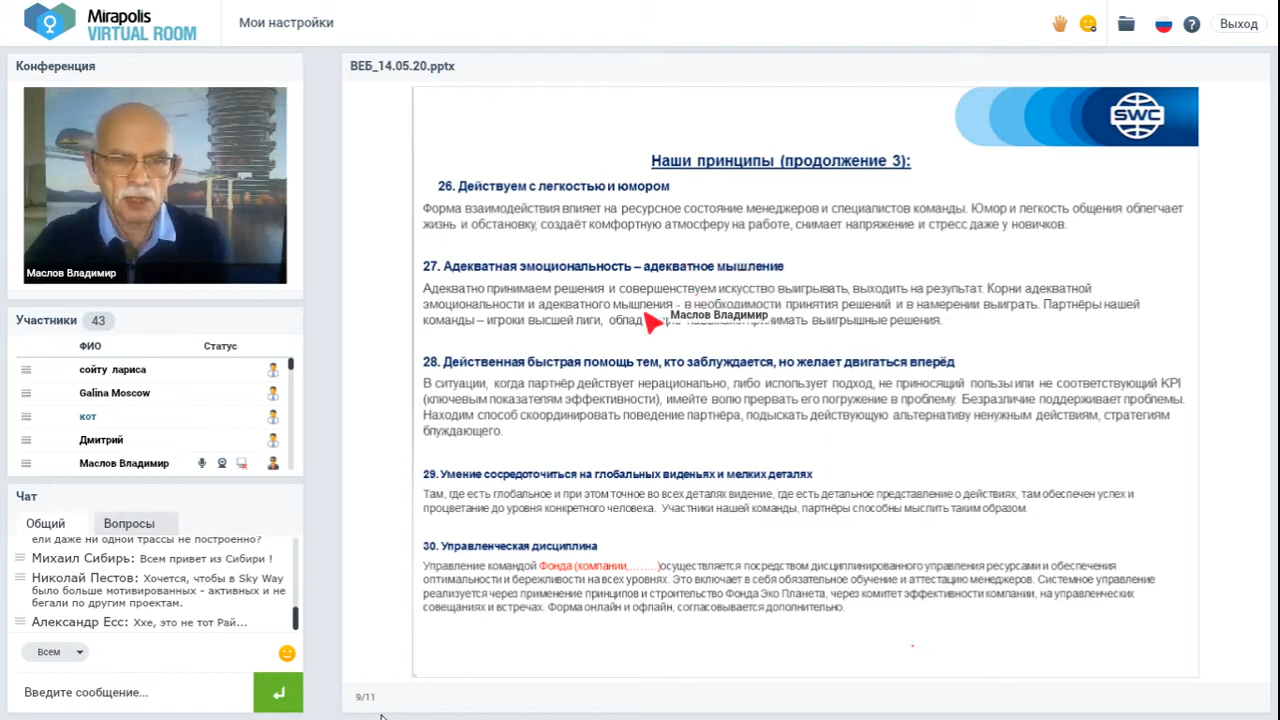 Mirapolis
VIRTUAL ROOM
Мои настройки
Выход
Конференция
Маслов Владимир
Участники 43
ФИО Статус
сойту лариса
Galina Moscow
кот
Дмитрий
Маслов Владимир
Чат
Общий Вопросы
ели даже ни одной трассы не построенно?
Михаил Сибирь: Всем привет из Сибири !
Николай Пестов: Хочется, чтобы в Sky Way
было больше мотивированных - активных и не
бегали по другим проектам.
Александр Есс: Ххе, это не тот Рай...
Всем
Введите сообщение...
ВЕБ_14.05.20.pptx
SWC
Наши принципы (продолжение 3):
26. Действуем с легкостью и юмором
Форма взаимодействия влияет на ресурсное состояние менеджеров и специалистов команды. Юмор и легкость общения облегчает
жизнь и обстановку, создаёт комфортную атмосферу на работе, снимает напряжение и стресс даже у новичков.
27. Адекватная эмоциональность – адекватное мышление
Адекватно принимаем решения и совершенствуем искусство выигрывать, выходить на результат. Корни адекватной
эмоциональности и адекватного мышления - в необходимости принятия решений и в намерении выиграть. Партнёры нашей
команды – игроки высшей лиги, принимать выигрышные решения.
Маслов Владимир
28. Действенная быстрая помощь тем, кто заблуждается, но желает двигаться вперёд
В ситуации, когда партнёр действует нерационально, либо использует подход, не приносящий пользы или не соответствующий KPI
(ключевым показателям эффективности), имейте волю прервать его погружение в проблему. Безразличие поддерживает проблемы.
Находим способ скоординировать поведение партнёра, подыскать действующую альтернативу ненужным действиям, стратегиям
блуждающего.
29. Умение сосредоточиться на глобальных виденьях и мелких деталях
Там, где есть глобальное и при этом точное во всех деталях видение, где есть детальное представление о действиях, там обеспечен успех и
процветание до уровня конкретного человека. Участники нашей команды, партнёры способны мыслить таким образом.
30. Управленческая дисциплина
Управление командой Фонда (компании,........)осуществляется посредством дисциплинированного управления ресурсами и обеспечения
оптимальности и бережливости на всех уровнях. Это включает в себя обязательное обучение и аттестацию менеджеров. Системное управление
реализуется через применение принципов и строительство Фонда Эко Планета, через комитет эффективности компании, на управленческих
совещаниях и встречах. Форма онлайн и офлайн, согласовывается дополнительно.
9/11